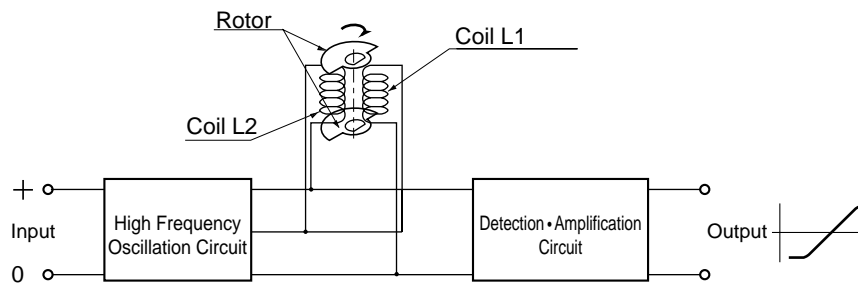 Rotor
Coil L1
Coil L2
+
Input
0
High Frequency
Oscillation Circuit
Detection • Amplification
Circuit
Output